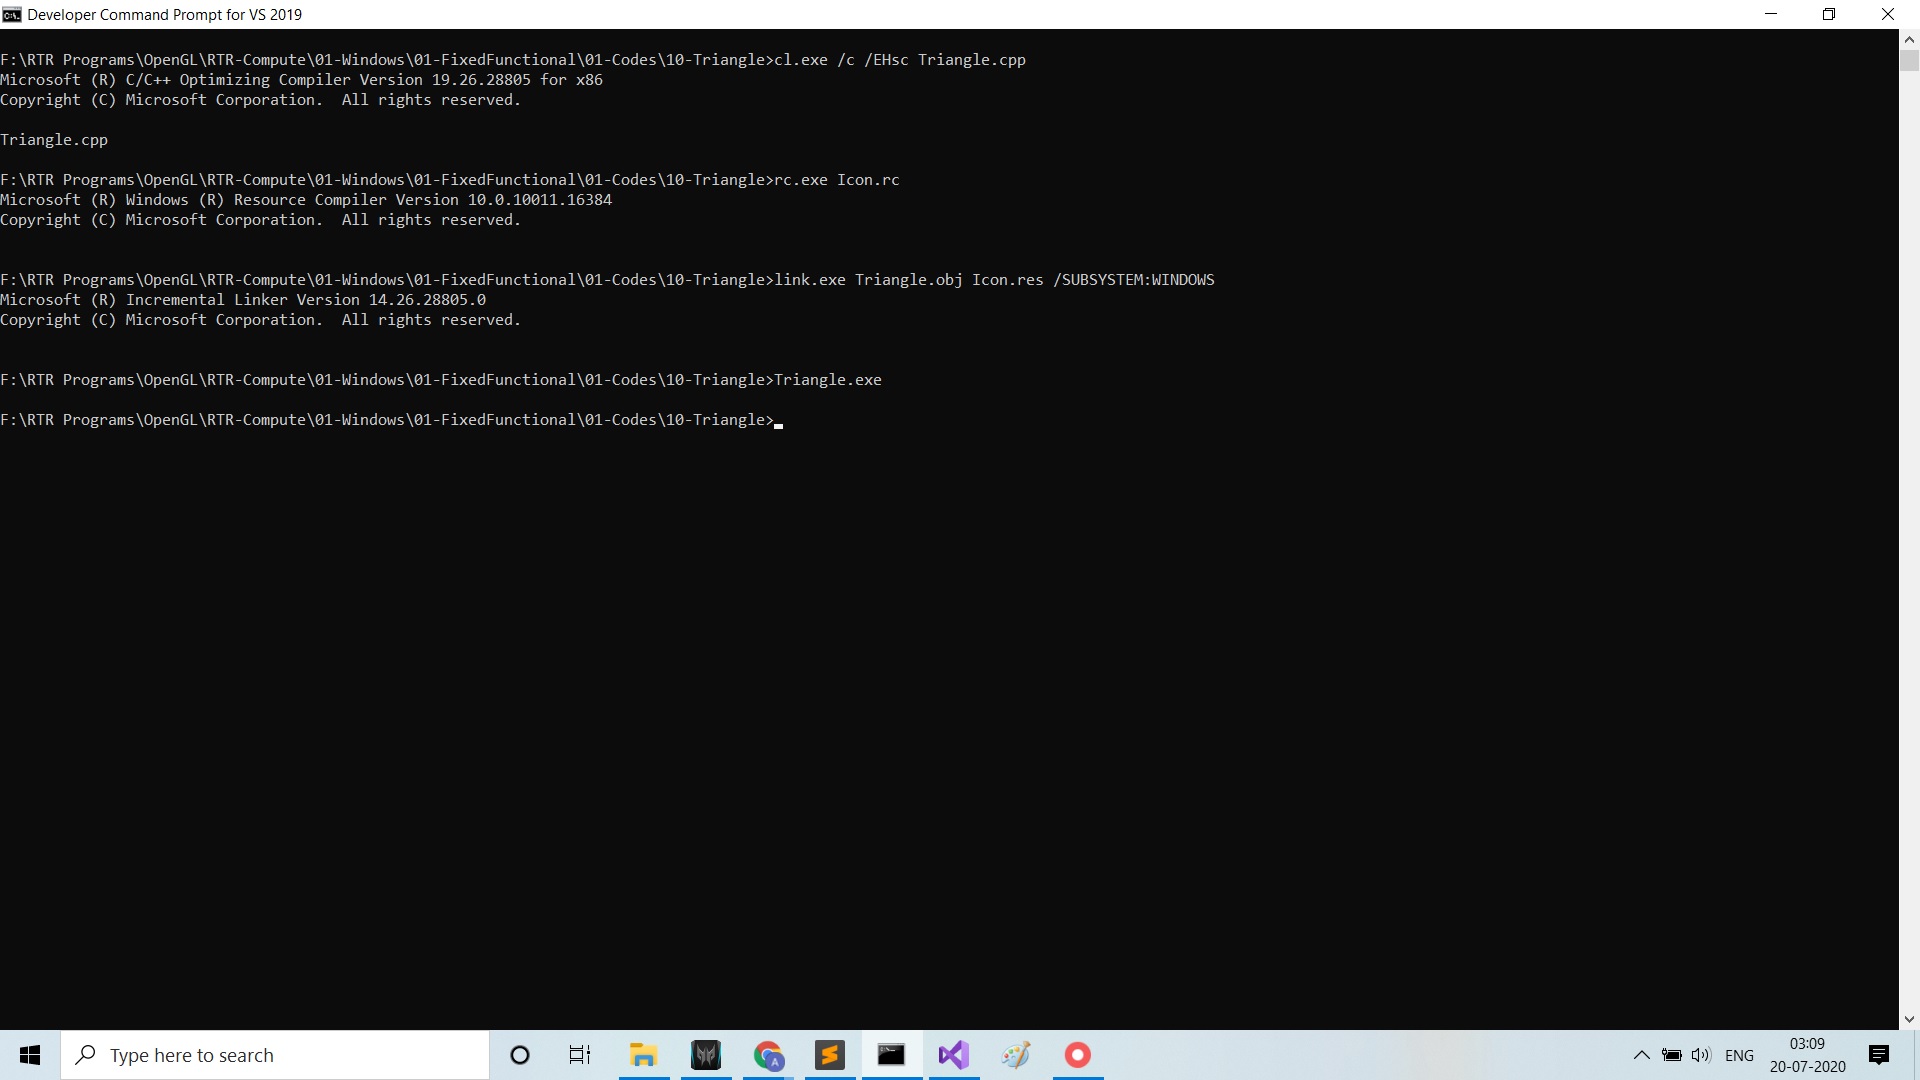 Developer Command Prompt for VS 2019
F:\RTR Programs\OpenGL\RTR-Compute\01-Windows\01-FixedFunctional\01-Codes\10-Triangle>cl.exe /c /EHsc Triangle.cpp
Microsoft (R) C/C++ Optimizing Compiler Version 19.26.28805 for x86
Copyright (C) Microsoft Corporation.  All rights reserved.
Triangle.cpp
F:\RTR Programs\OpenGL\RTR-Compute\01-Windows\01-FixedFunctional\01-Codes\10-Triangle>rc.exe Icon.rc
Microsoft (R) Windows (R) Resource Compiler Version 10.0.10011.16384
Copyright (C) Microsoft Corporation.  All rights reserved.
F:\RTR Programs\OpenGL\RTR-Compute\01-Windows\01-FixedFunctional\01-Codes\10-Triangle>link.exe Triangle.obj Icon.res /SUBSYSTEM:WINDOWS
Microsoft (R) Incremental Linker Version 14.26.28805.0
Copyright (C) Microsoft Corporation.  All rights reserved.
F:\RTR Programs\OpenGL\RTR-Compute\01-Windows\01-FixedFunctional\01-Codes\10-Triangle>Triangle.exe
F:\RTR Programs\OpenGL\RTR-Compute\01-Windows\01-FixedFunctional\01-Codes\10-Triangle>
Type here to search
A
ENG
03:09
20-07-2020